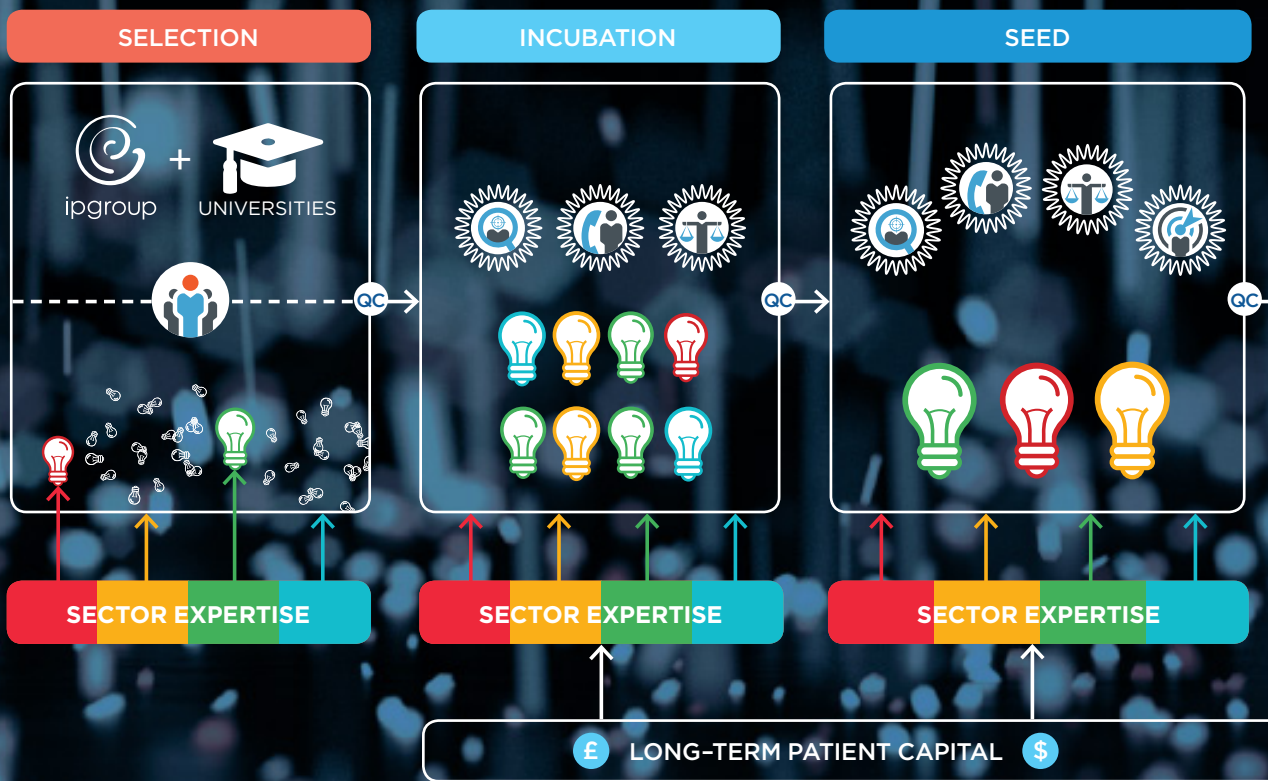 SELECTION
INCUBATION
SEED
ipgroup
+
UNIVERSITIES
QC
QC
QC
SECTOR EXPERTISE
SECTOR EXPERTISE
SECTOR EXPERTISE
£ LONG-TERM PATIENT CAPITAL $